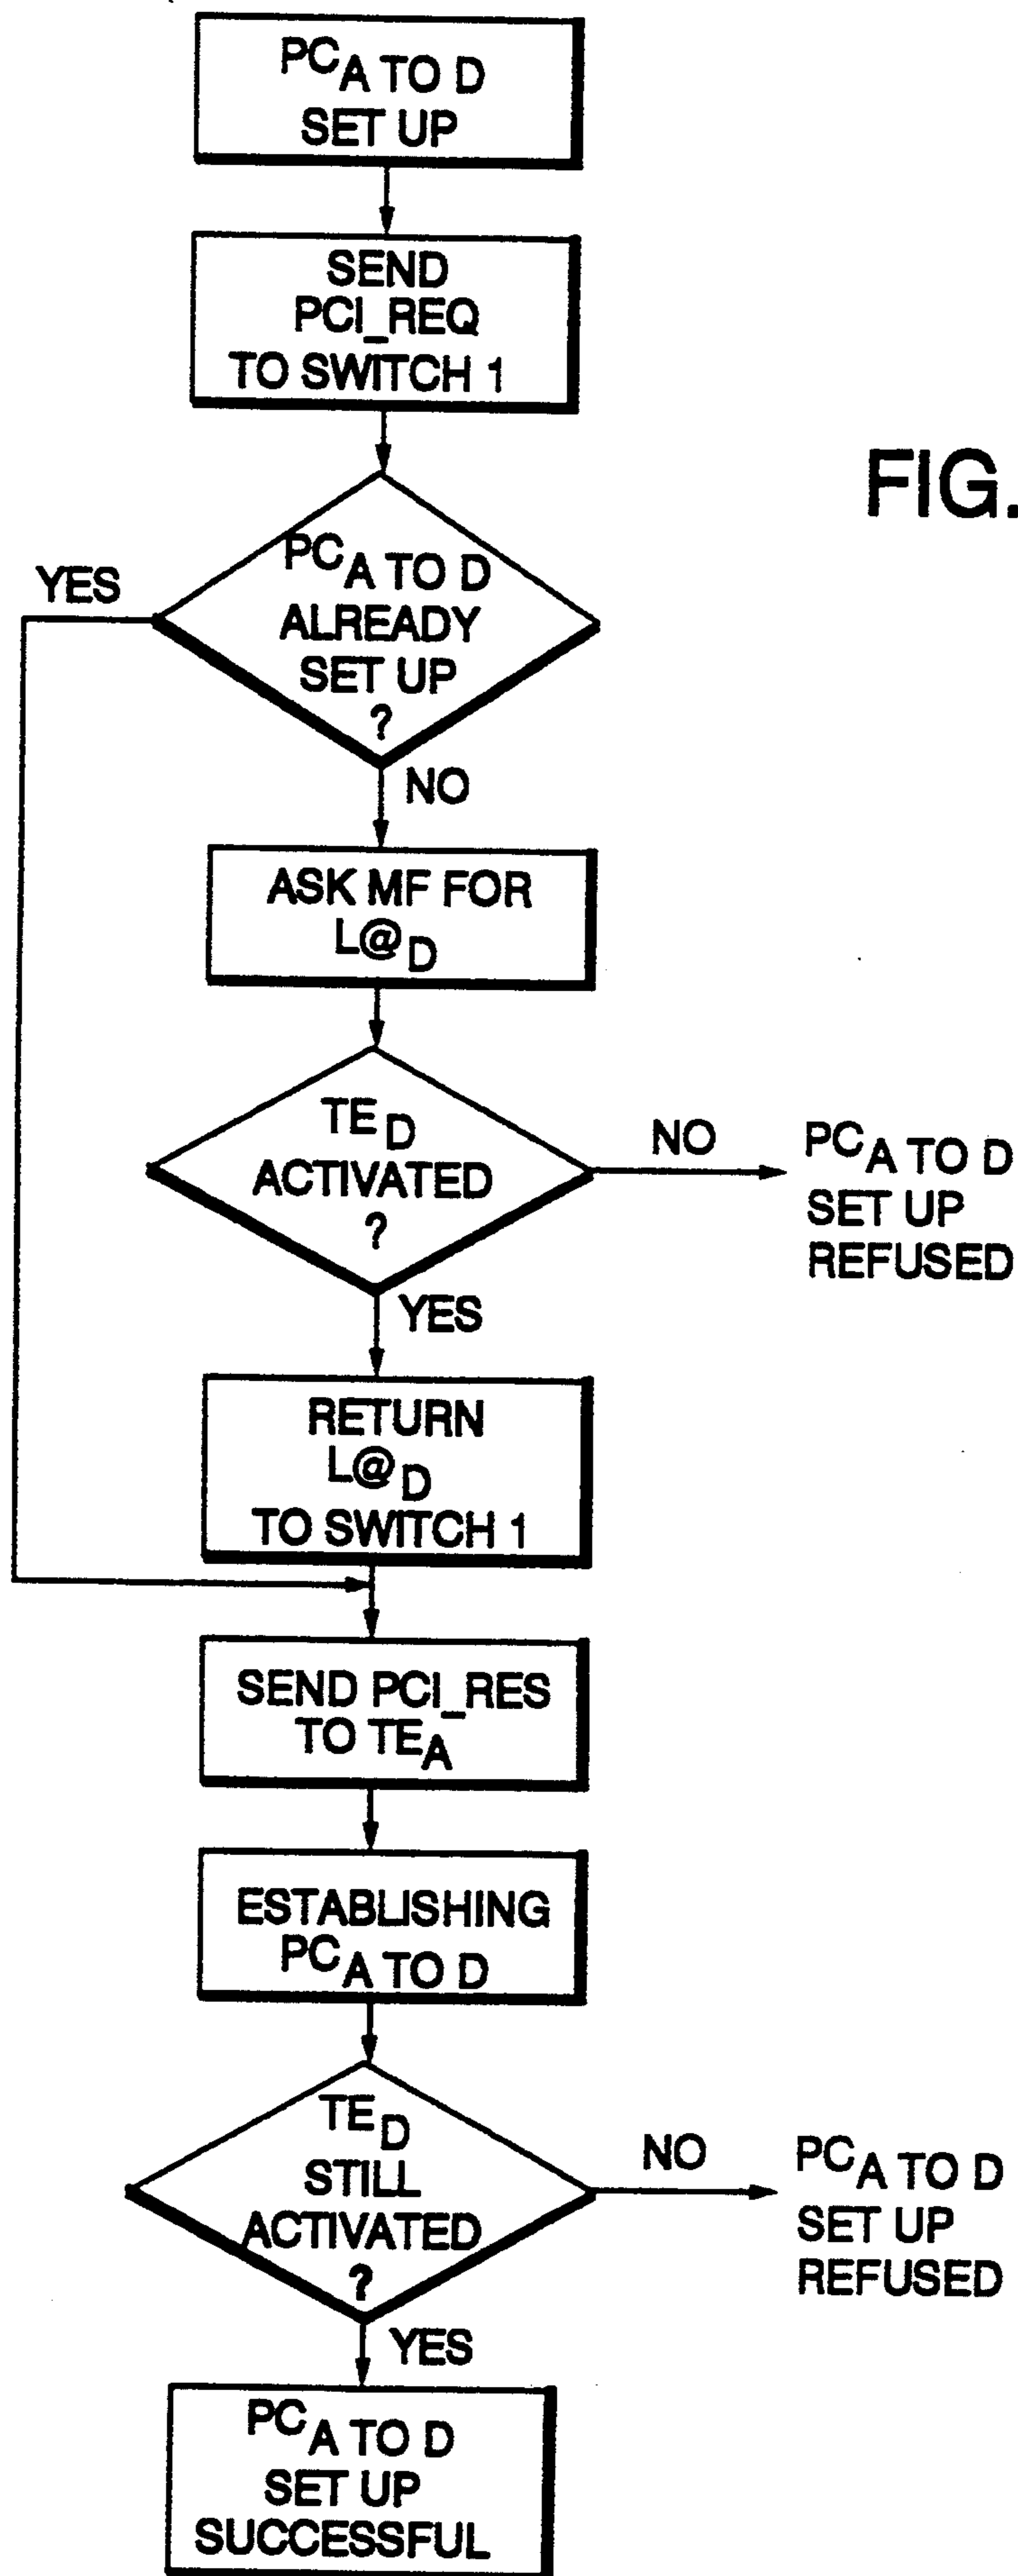 PCA TO D
SET UP
SEND
PCI_REQ
TO SWITCH 1
FIG.
PCA TO D
ALREADY
SET UP
?
YES
NO
ASK MF FOR
L@D
TED
ACTIVATED
?
NO
PCA TO D
SET UP
REFUSED
YES
RETURN
L@D
TO SWITCH 1
SEND PCI_RES
TO TEA
ESTABLISHING
PCA TO D
TED
STILL
ACTIVATED
?
NO
PCA TO D
SET UP
REFUSED
YES
PCA TO D
SET UP
SUCCESSFUL